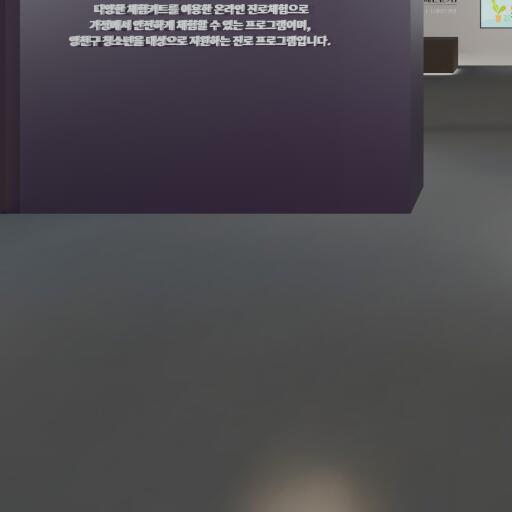 다양한 체험키트를 이용한 온라인 진로체험으로
가정에서 안전하게 체험할 수 있는 프로그램이며,
양천구 청소년을 대상으로 지원하는 진로 프로그램입니다.